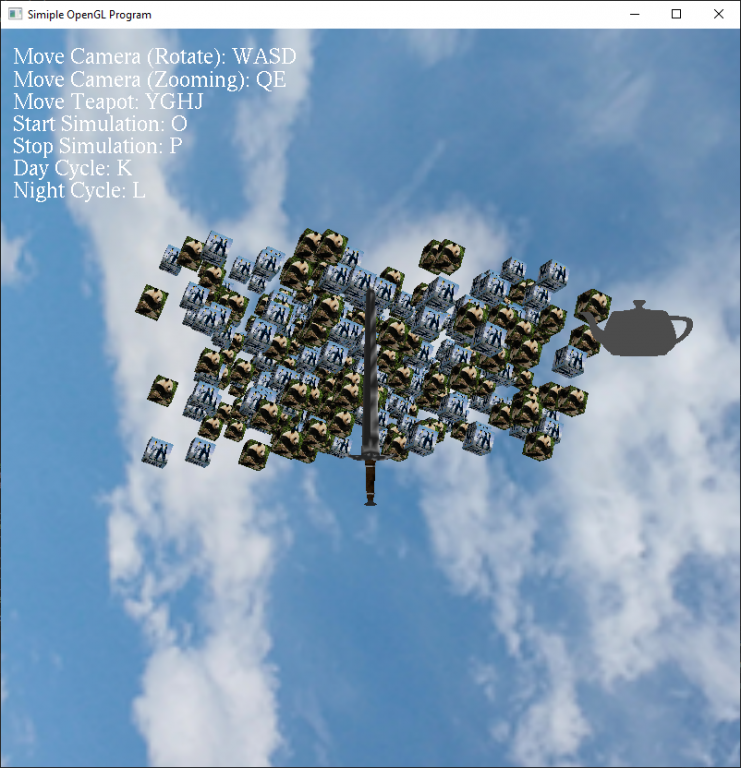 Simiple OpenGL Program
Move Camera (Rotate): WASD
Move Camera (Zooming): QE
Move Teapot: YGHJ
Start Simulation: O
Stop Simulation: P
Day Cycle: K
Night Cycle: L